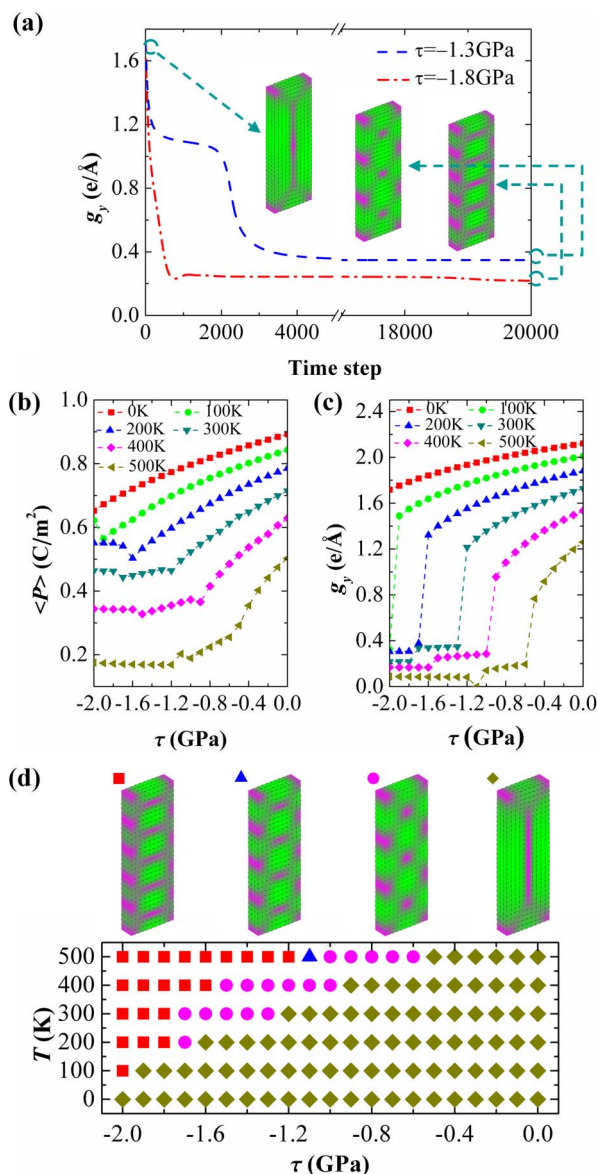 (a)
τ=–1.3GPa
τ=–1.8GPa
g_y (e/Å)
1.6
1.2
0.8
0.4
0.0
0 2000 4000 18000 20000
Time step
(b)
0K 100K
200K 300K
400K
500K
<P> (C/m²)
1.0
0.8
0.6
0.4
0.2
-2.0 -1.6 -1.2 -0.8 -0.4 0.0
τ (GPa)
(c)
0K 100K
200K 300K
400K 500K
g_y (e/Å)
2.4
2.0
1.6
1.2
0.8
0.4
0.0
-2.0 -1.6 -1.2 -0.8 -0.4 0.0
τ (GPa)
(d)
T (K)
500
400
300
200
100
0
-2.0 -1.6 -1.2 -0.8 -0.4 0.0
τ (GPa)